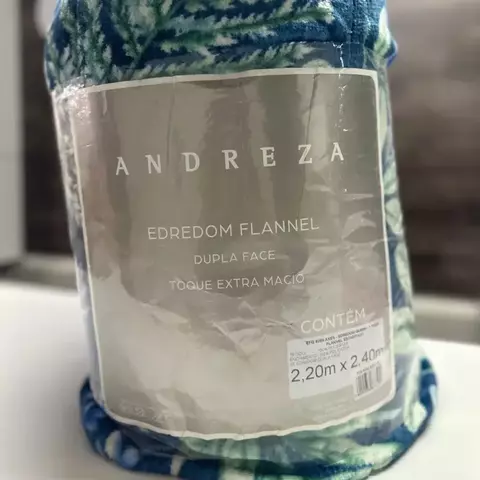 ANDREZA
EDREDOM FLANNEL
DUPLA FACE
TOQUE EXTRA MACIO
CONTÉM
2,20m x 2,40m